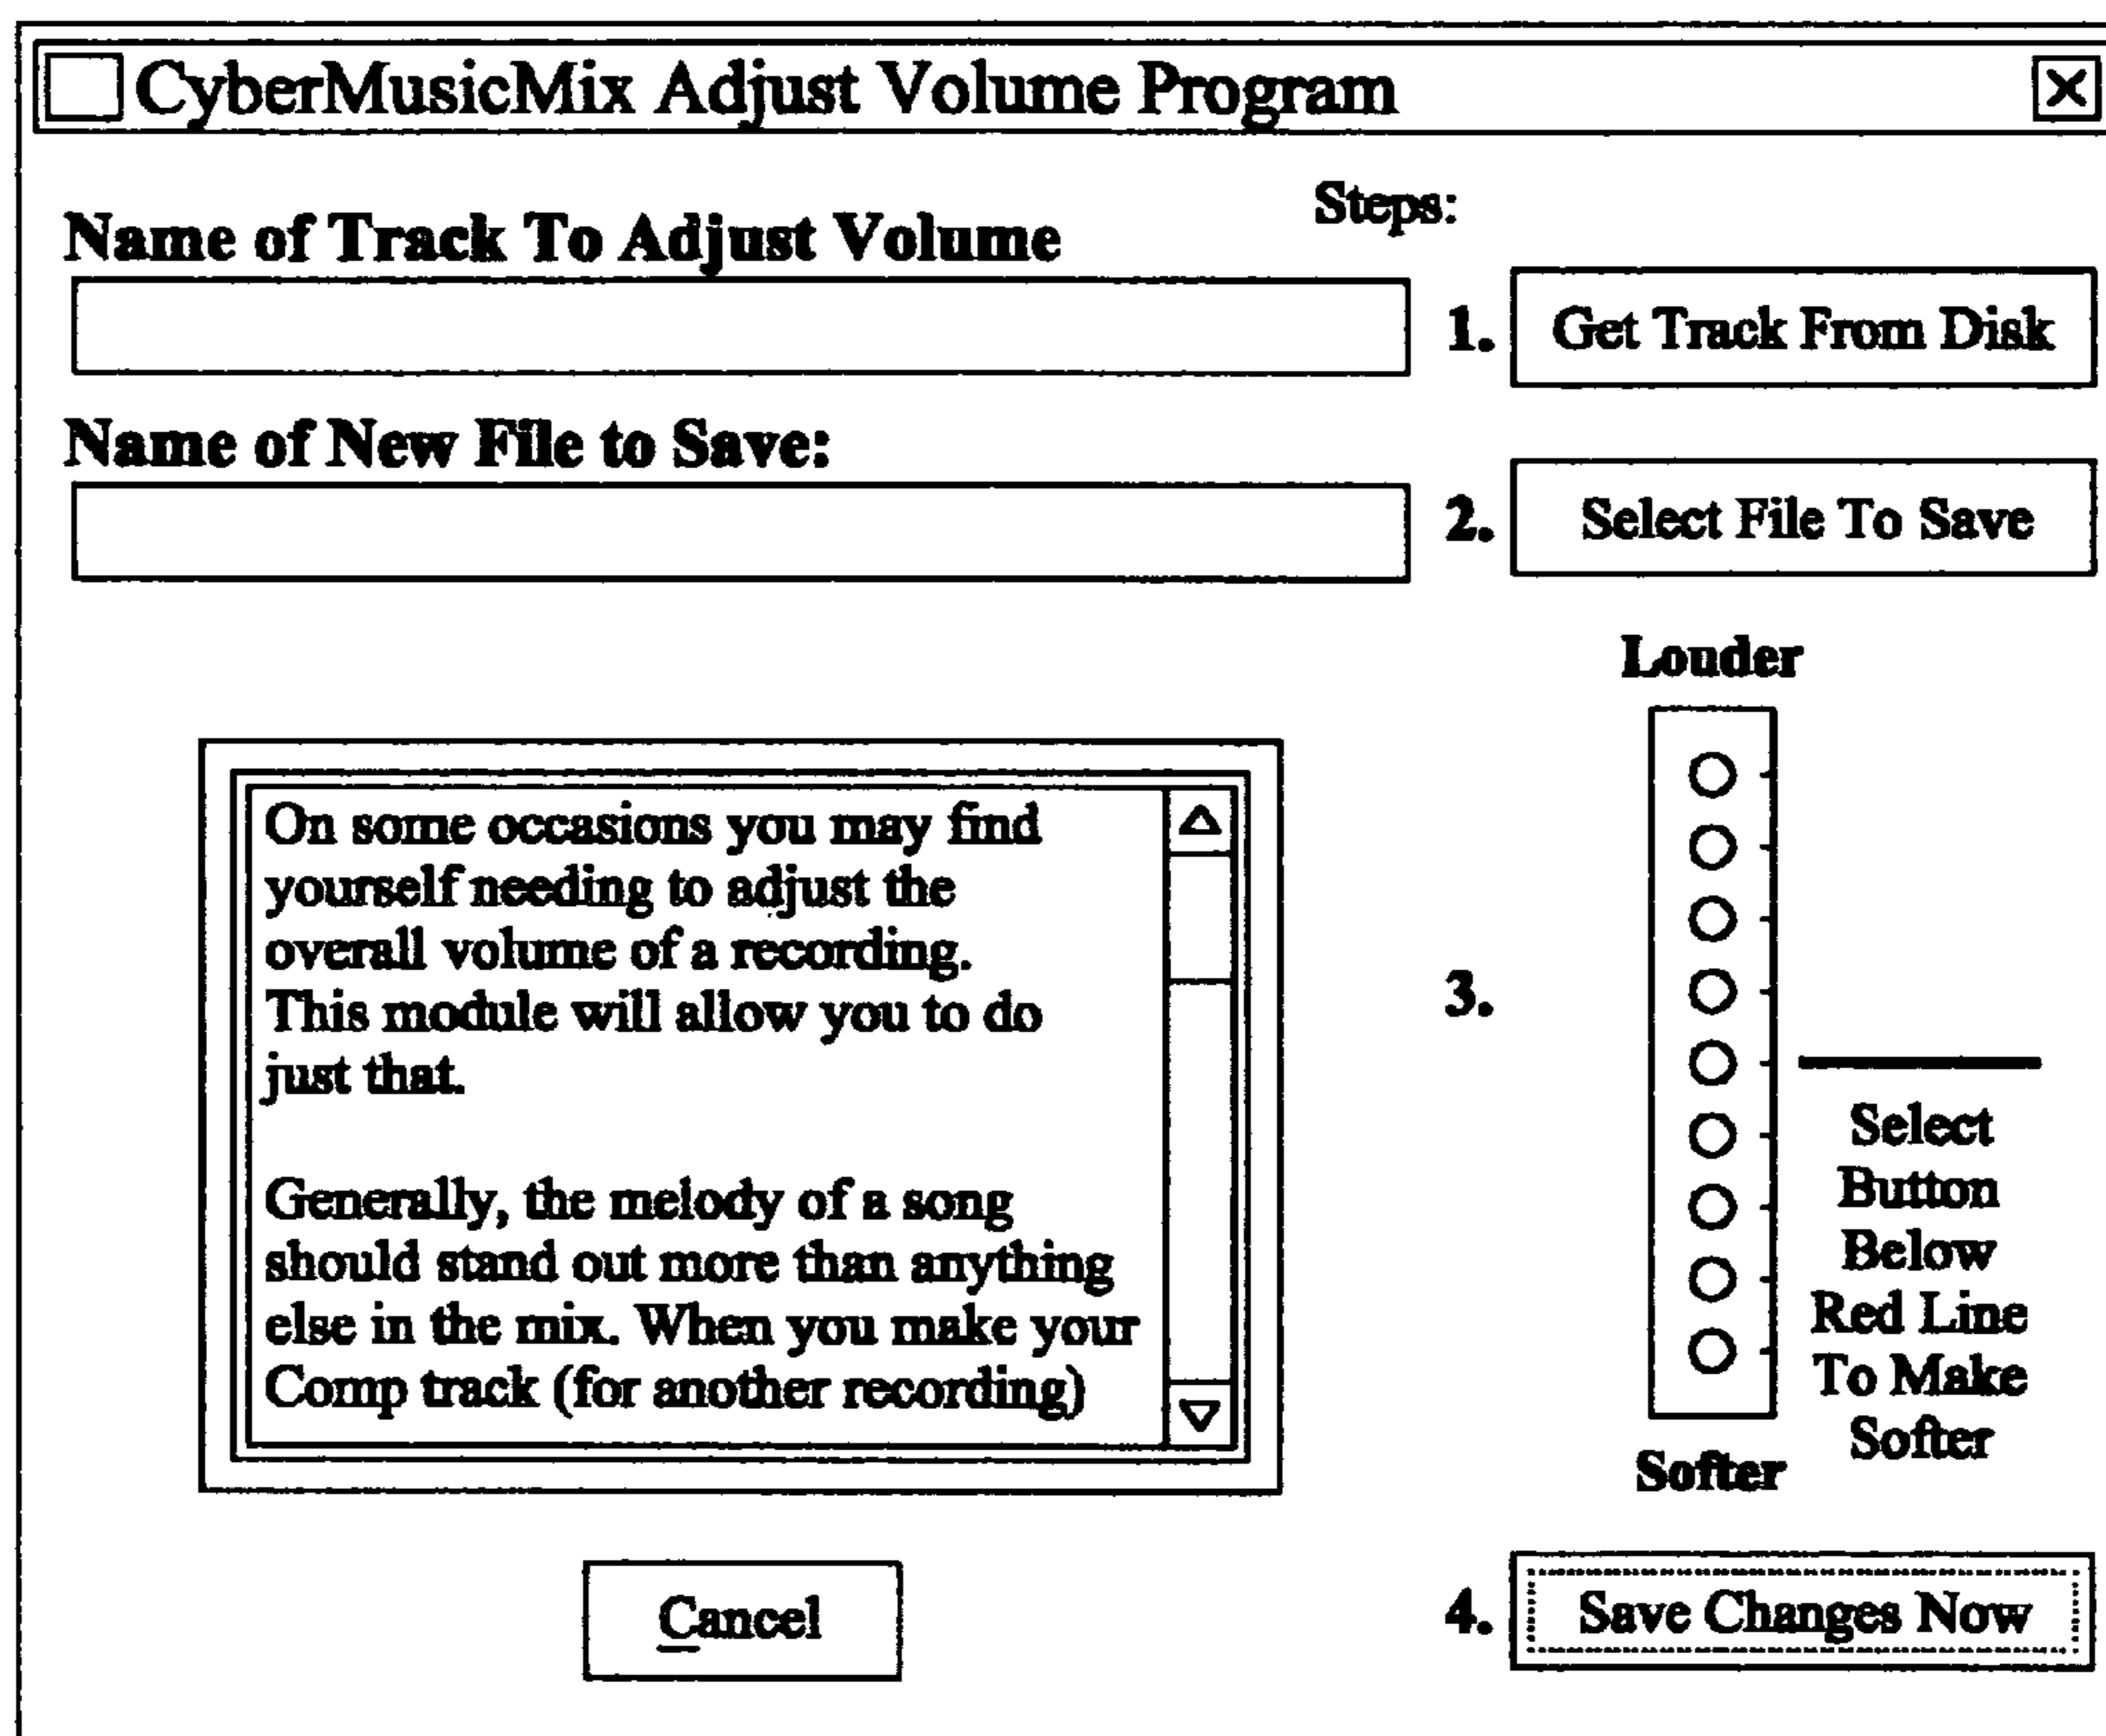 CyberMusicMix Adjust Volume Program
Steps:
Name of Track To Adjust Volume
1. Get Track From Disk
Name of New File to Save:
2. Select File To Save
On some occasions you may find
yourself needing to adjust the
overall volume of a recording.
This module will allow you to do
just that.
Generally, the melody of a song
should stand out more than anything
else in the mix. When you make your
Comp track (for another recording)
3.
Louder
Softer
Select
Button
Below
Red Line
To Make
Softer
Cancel
4. Save Changes Now